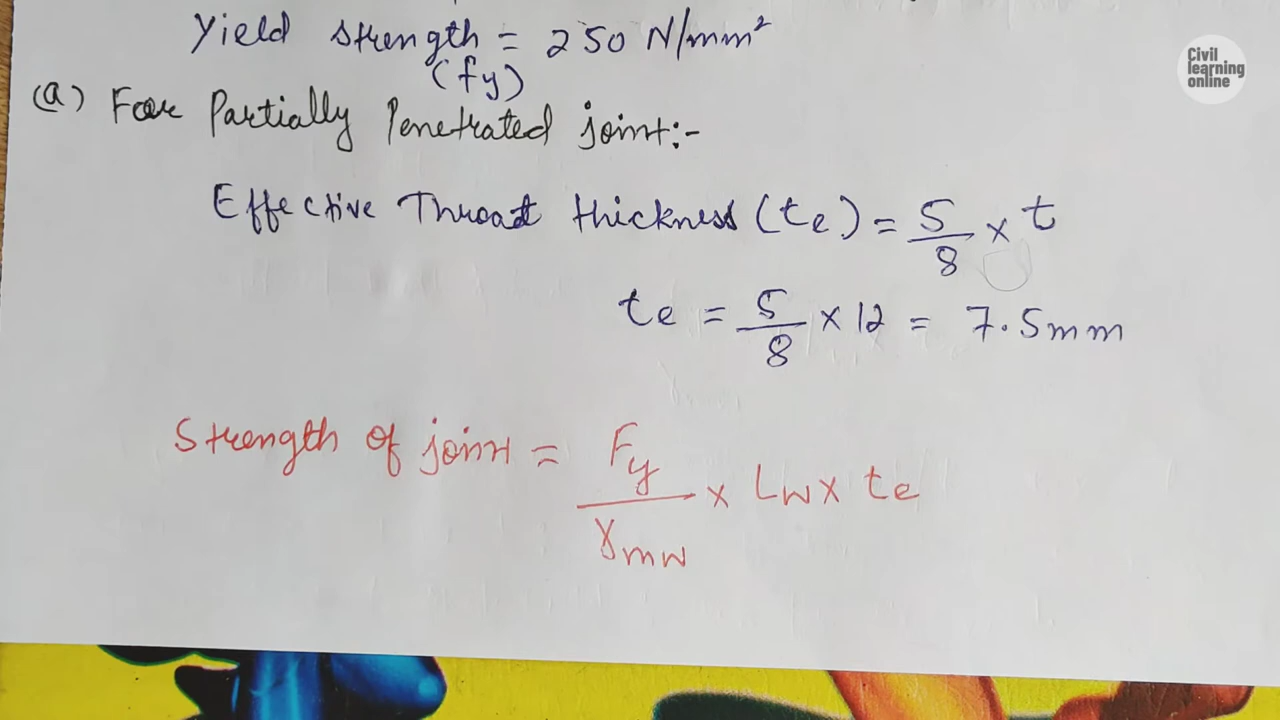 Yield strength = 250 N/mm²
(fy)
(a) For Partially Penetrated joint:-
Effective Throat thickness (te) = 5/8 × t
te = 5/8 × 12 = 7.5mm
Strength of joint = Fy/γmw × Lw × te
Civil
learning
online